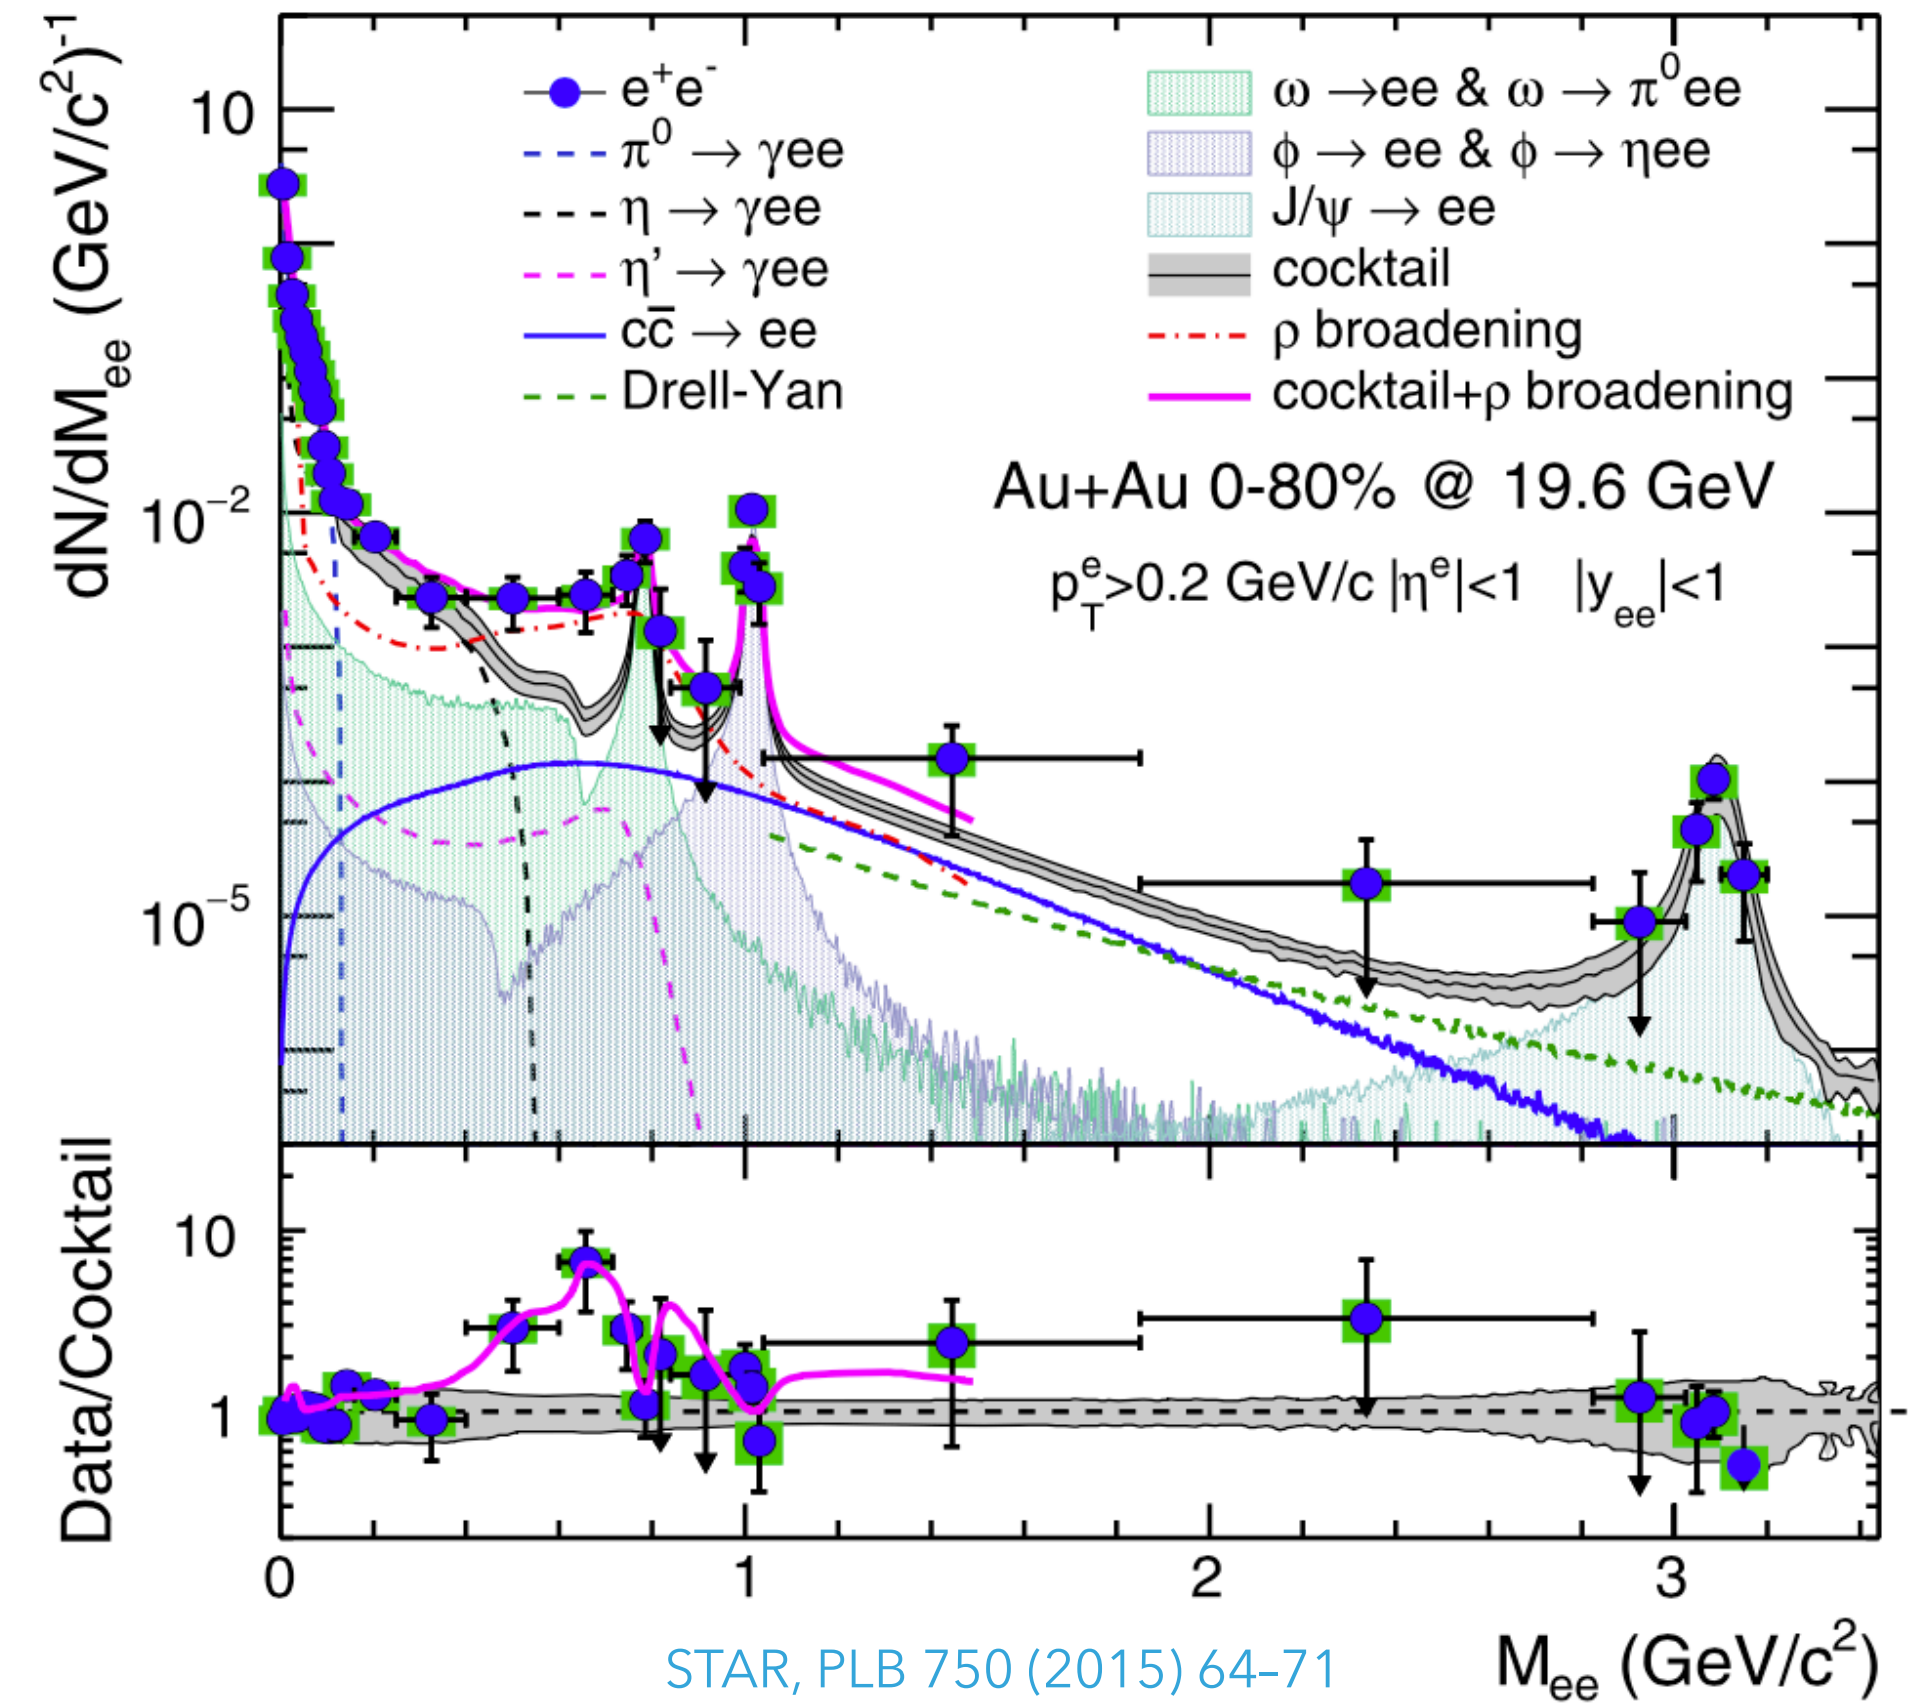 dN/dM_ee (GeV/c²)⁻¹
10
10⁻²
10⁻⁵
e⁺e⁻
π⁰ → γee
η → γee
η’ → γee
cc̄ → ee
Drell-Yan
ω →ee & ω → π⁰ee
ϕ → ee & ϕ → ηee
J/ψ → ee
cocktail
ρ broadening
cocktail+ρ broadening
Au+Au 0-80% @ 19.6 GeV
p_T^e>0.2 GeV/c |η^e|<1 |y_ee|<1
Data/Cocktail
10
1
0 1 2 3
M_ee (GeV/c²)
STAR, PLB 750 (2015) 64–71